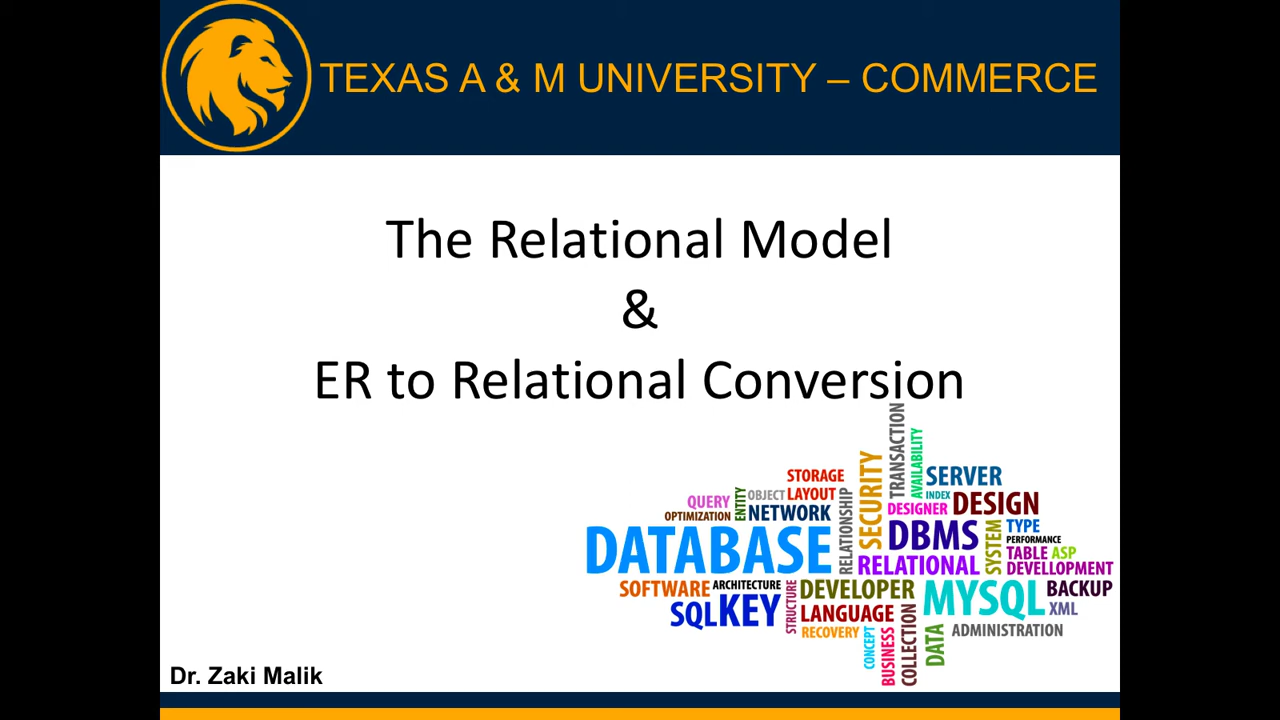 TEXAS A & M UNIVERSITY – COMMERCE
The Relational Model
&
ER to Relational Conversion
TRANSACTION
AVAILABILITY
STORAGE
SECURITY
SERVER
QUERY
ENTITY
OBJECT
LAYOUT
RELATIONSHIP
INDEX
DESIGN
OPTIMIZATION
NETWORK
DESIGNER
DATABASE
DBMS
SYSTEM
TYPE
PERFORMANCE
TABLE
ASP
RELATIONAL
DEVELLOPMENT
SOFTWARE
ARCHITECTURE
STRUCTURE
DEVELOPER
MYSQL
BACKUP
SQL
KEY
LANGUAGE
COLLECTION
XML
RECOVERY
CONCEPT
BUSINESS
DATA
ADMINISTRATION
Dr. Zaki Malik